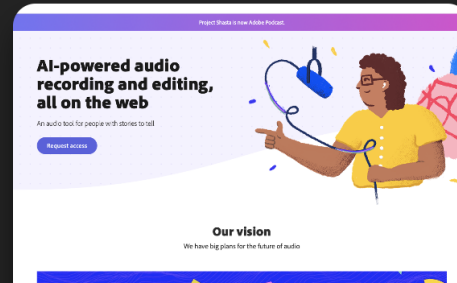 Project Shasta is now Adobe Podcast.
AI-powered audio
recording and editing,
all on the web
An audio tool for people with stories to tell
Request access
Our vision
We have big plans for the future of audio